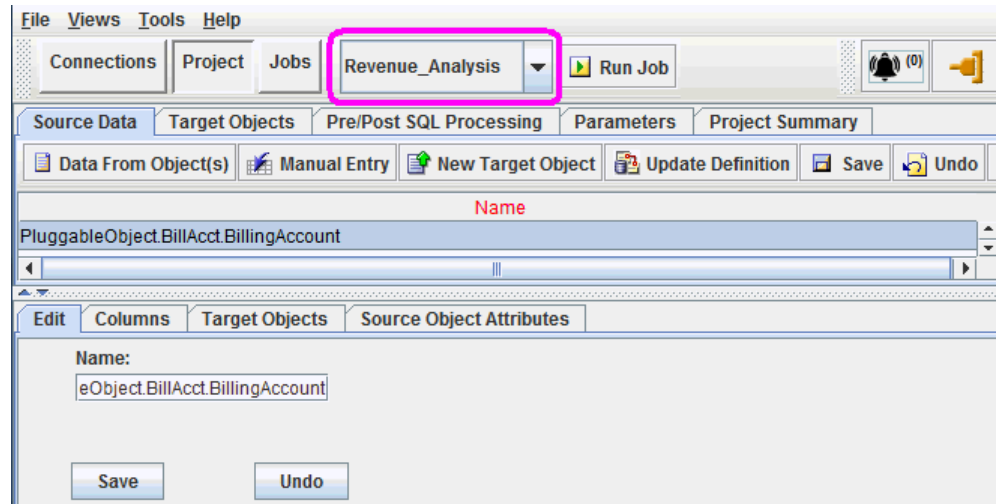 File Views Tools Help
Connections Project Jobs Revenue_Analysis Run Job (0)
Source Data Target Objects Pre/Post SQL Processing Parameters Project Summary
Data From Object(s) Manual Entry New Target Object Update Definition Save Undo
Name
PluggableObject.BillAcct.BillingAccount
Edit Columns Target Objects Source Object Attributes
Name:
eObject.BillAcct.BillingAccount
Save Undo